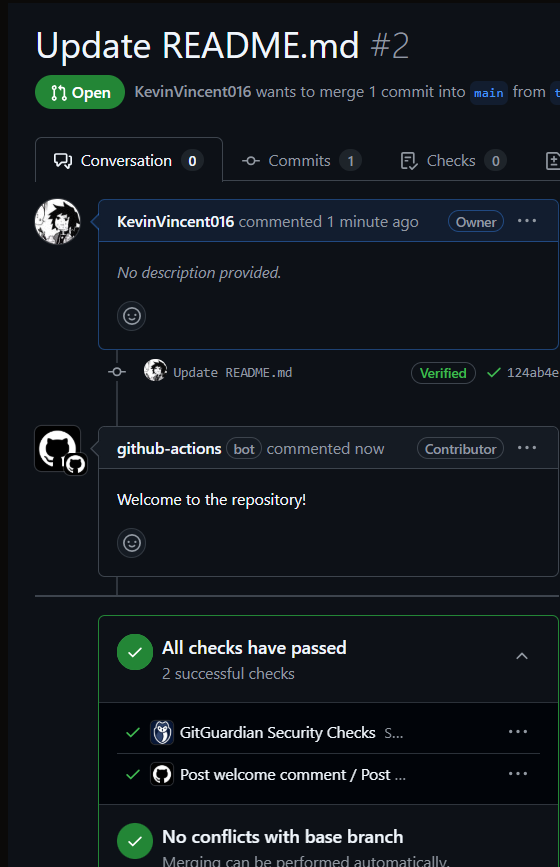 Update README.md #2
Open KevinVincent016 wants to merge 1 commit into main from
Conversation 0 Commits 1 Checks 0
KevinVincent016 commented 1 minute ago Owner ...
No description provided.
Update README.md Verified 124ab4e
github-actions bot commented now Contributor ...
Welcome to the repository!
All checks have passed
2 successful checks
GitGuardian Security Checks S... ...
Post welcome comment / Post ... ...
No conflicts with base branch
Merging can be performed automatically.